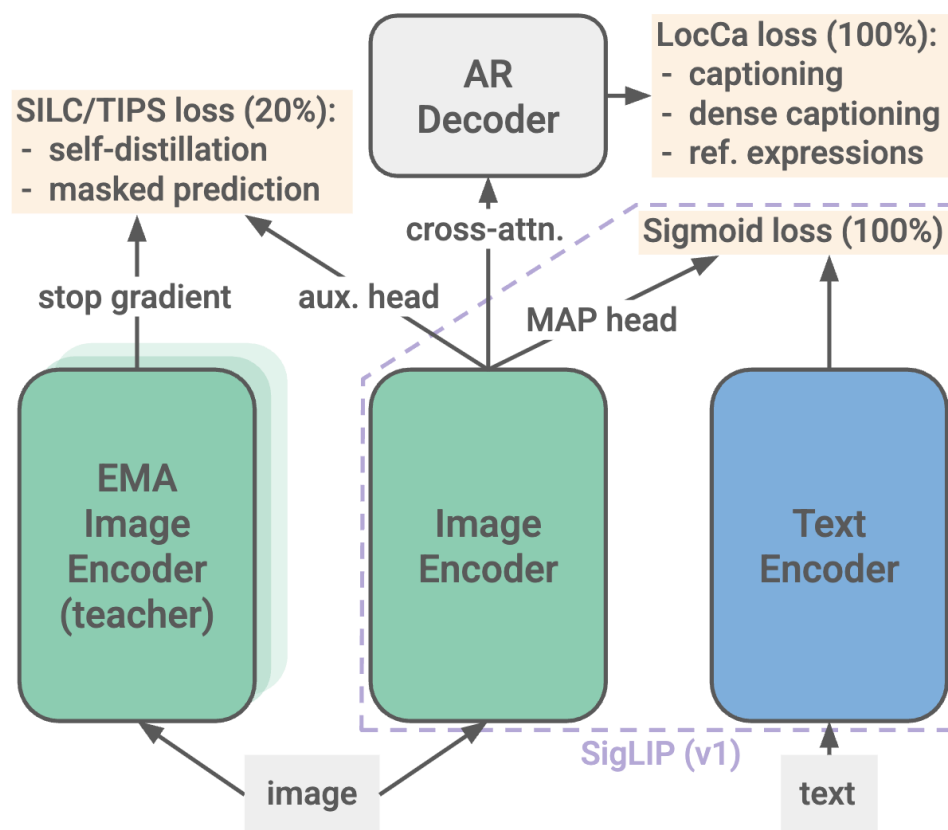 AR
Decoder
LocCa loss (100%):
- captioning
- dense captioning
- ref. expressions
SILC/TIPS loss (20%):
- self-distillation
- masked prediction
cross-attn.
Sigmoid loss (100%)
stop gradient
aux. head
MAP head
EMA
Image
Encoder
(teacher)
Image
Encoder
Text
Encoder
SigLIP (v1)
image
text